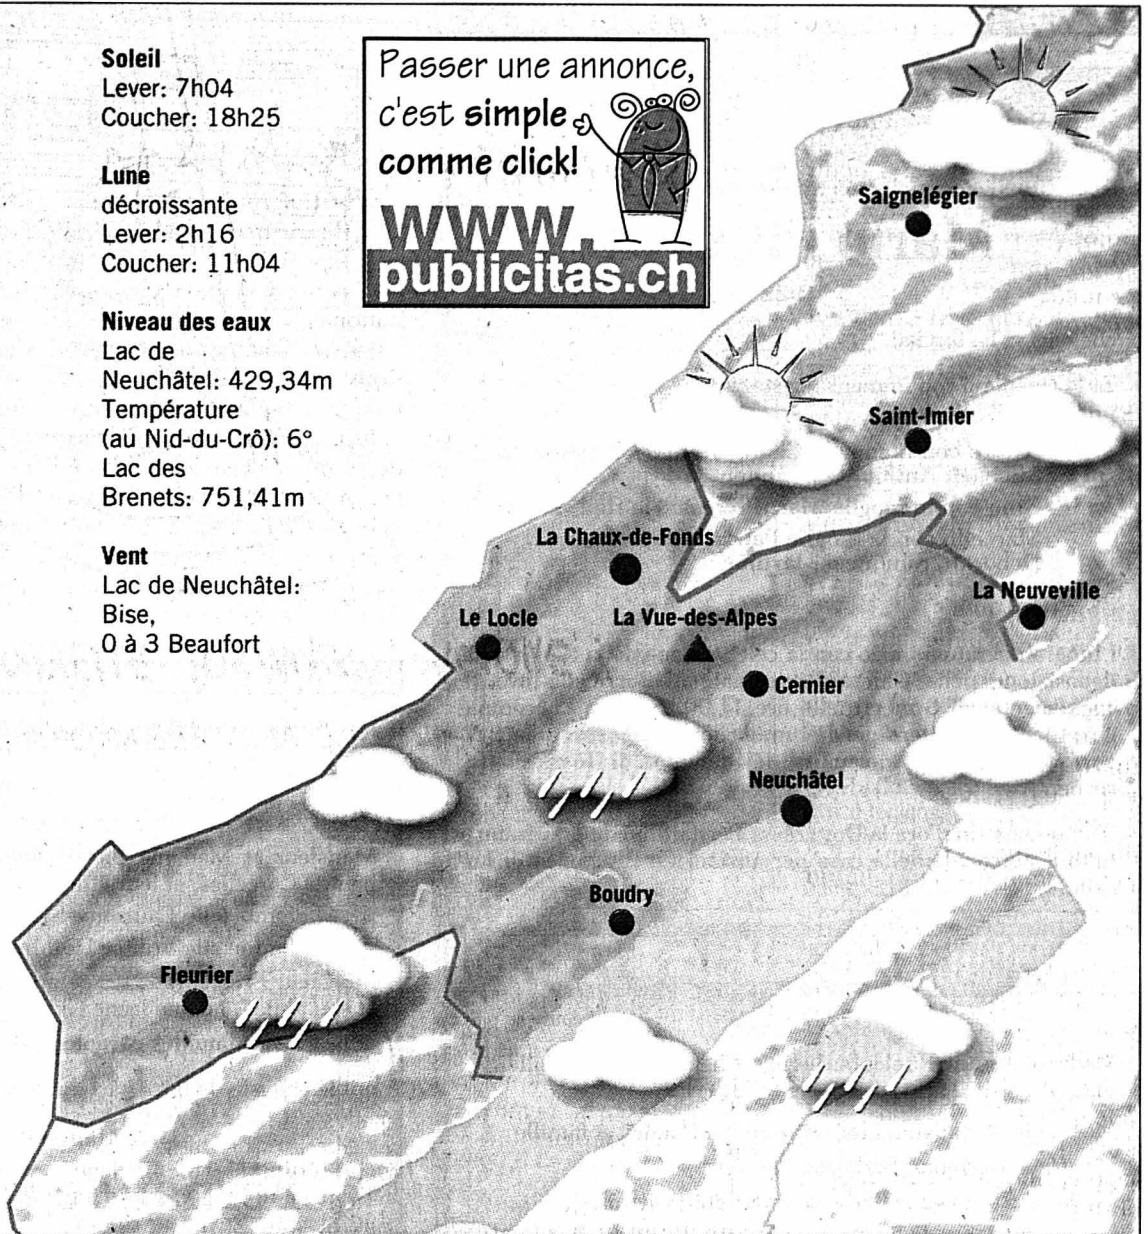 Soleil
Lever: 7h04
Coucher: 18h25
Lune
décroissante
Lever: 2h16
Coucher: 11h04
Niveau des eaux
Lac de
Neuchâtel: 429,34m
Température
(au Nid-du-Crô): 6°
Lac des
Brenets: 751,41m
Vent
Lac de Neuchâtel:
Bise,
0 à 3 Beaufort
Passer une annonce,
c'est simple
comme click!
www.
publicitas.ch
Saignelégier
Saint-Imier
La Chaux-de-Fonds
La Neuveville
Le Locle
La Vue-des-Alpes
Cernier
Neuchâtel
Boudry
Fleurier